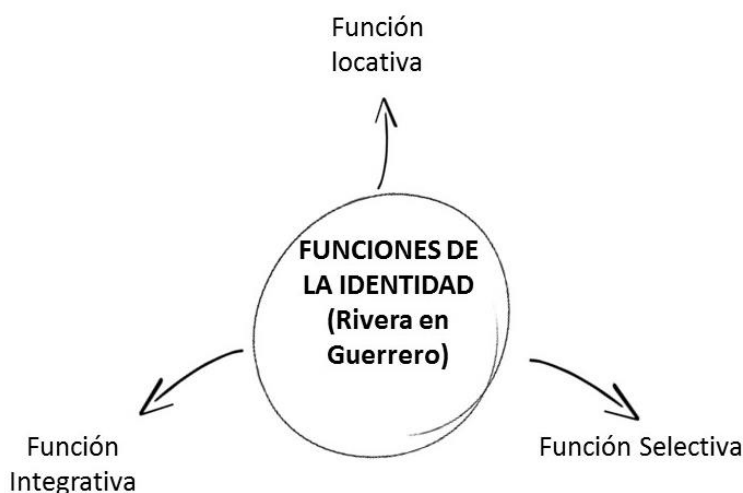 Función
locativa
FUNCIONES DE
LA IDENTIDAD
(Rivera en
Guerrero)
Función
Integrativa
Función Selectiva